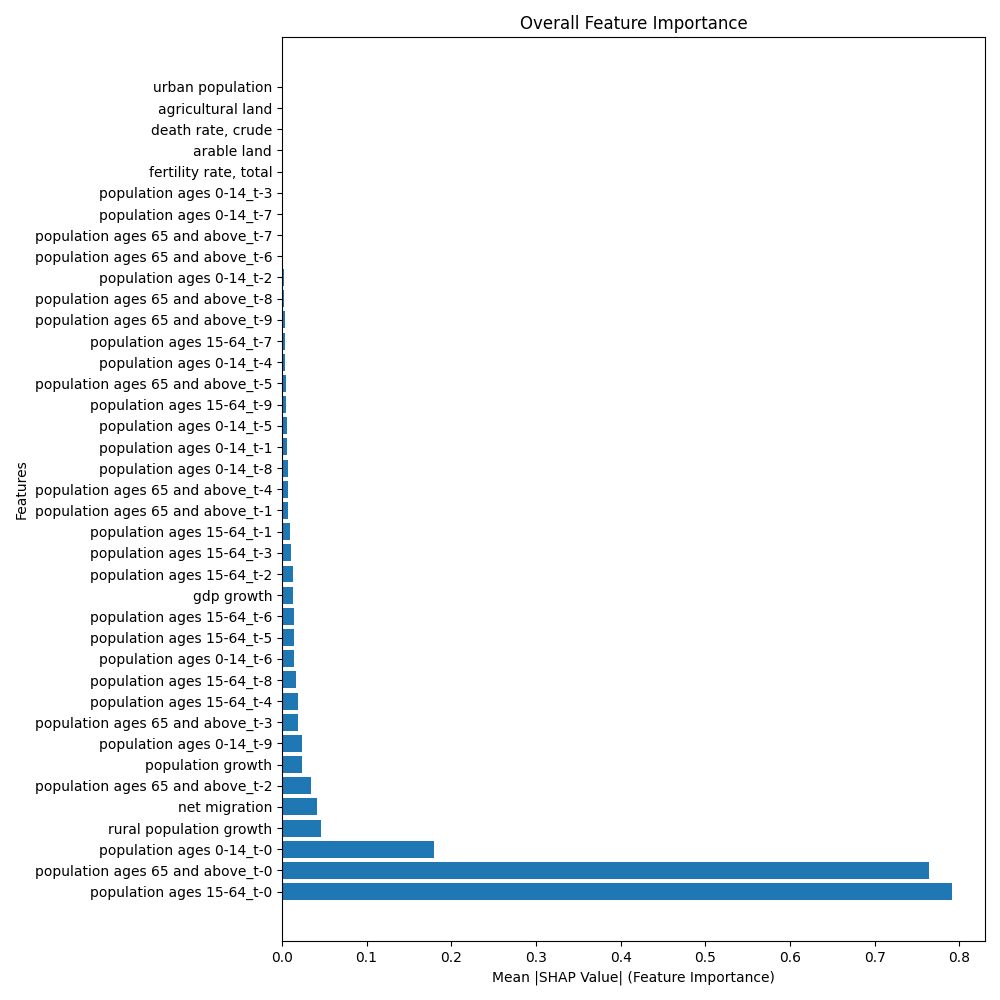 Overall Feature Importance
urban population
agricultural land
death rate, crude
arable land
fertility rate, total
population ages 0-14_t-3
population ages 0-14_t-7
population ages 65 and above_t-7
population ages 65 and above_t-6
population ages 0-14_t-2
population ages 65 and above_t-8
population ages 65 and above_t-9
population ages 15-64_t-7
population ages 0-14_t-4
population ages 65 and above_t-5
population ages 15-64_t-9
population ages 0-14_t-5
population ages 0-14_t-1
population ages 0-14_t-8
population ages 65 and above_t-4
population ages 65 and above_t-1
population ages 15-64_t-1
population ages 15-64_t-3
population ages 15-64_t-2
gdp growth
population ages 15-64_t-6
population ages 15-64_t-5
population ages 0-14_t-6
population ages 15-64_t-8
population ages 15-64_t-4
population ages 65 and above_t-3
population ages 0-14_t-9
population growth
population ages 65 and above_t-2
net migration
rural population growth
population ages 0-14_t-0
population ages 65 and above_t-0
population ages 15-64_t-0
Features
0.0 0.1 0.2 0.3 0.4 0.5 0.6 0.7 0.8
Mean |SHAP Value| (Feature Importance)